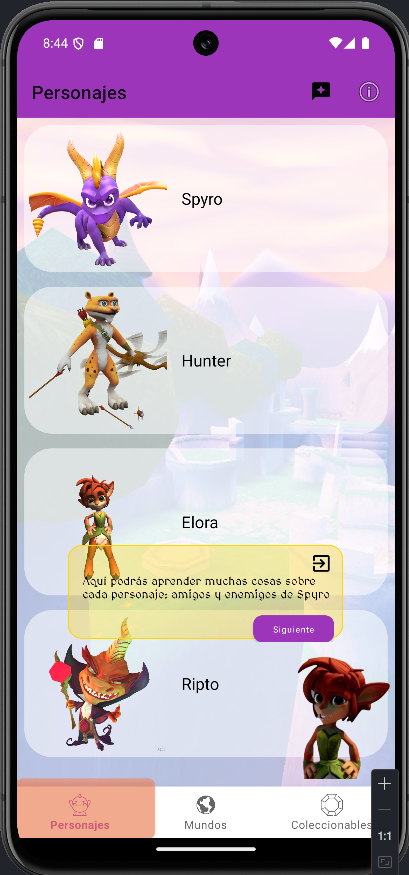 8:44
Personajes
Spyro
Hunter
Elora
Aquí podrás aprender muchas cosas sobre
cada personaje: amigos y enemigos de Spyro
Siguiente
Ripto
Personajes
Mundos
Coleccionables
1:1